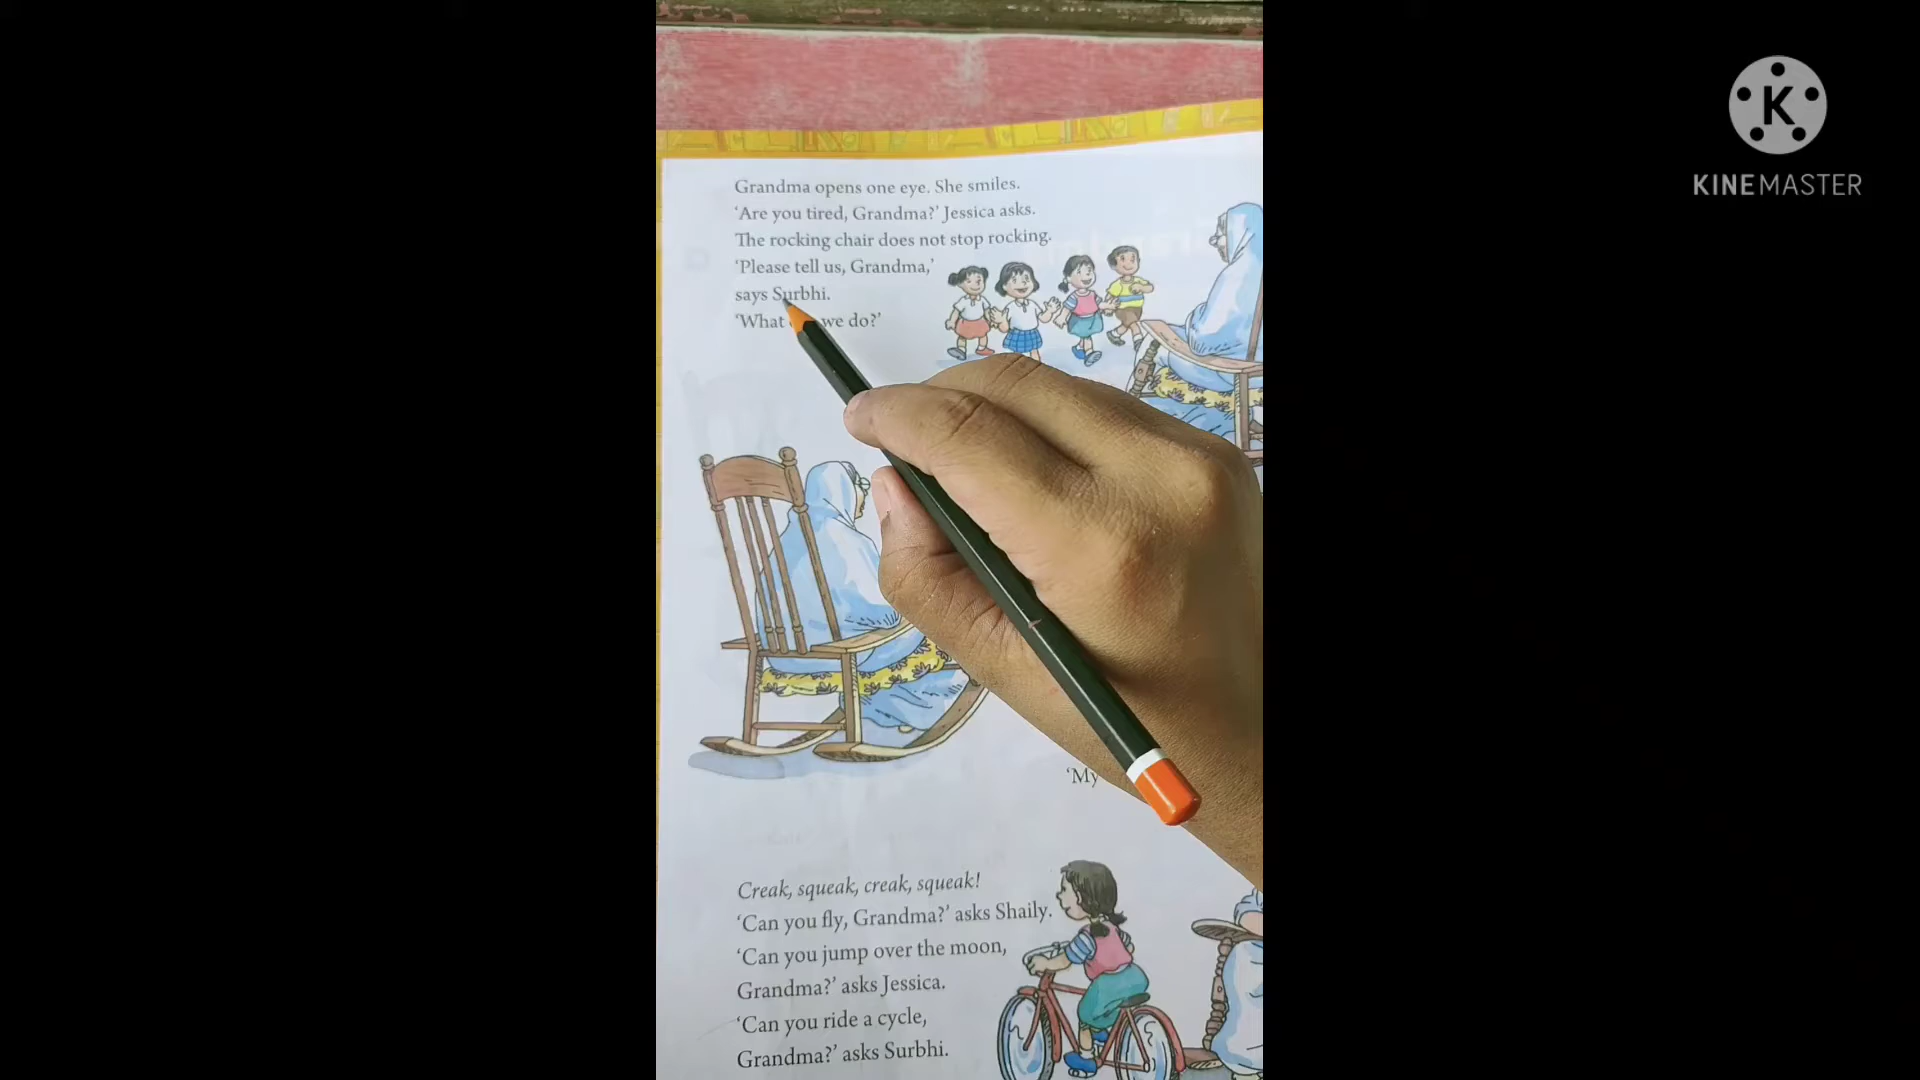 Grandma opens one eye. She smiles.
‘Are you tired, Grandma?’ Jessica asks.
The rocking chair does not stop rocking.
‘Please tell us, Grandma,’
says Surbhi.
‘What we do?’
‘My
Creak, squeak, creak, squeak!
‘Can you fly, Grandma?’ asks Shaily.
‘Can you jump over the moon,
Grandma?’ asks Jessica.
‘Can you ride a cycle,
Grandma?’ asks Surbhi.
K
KINEMASTER